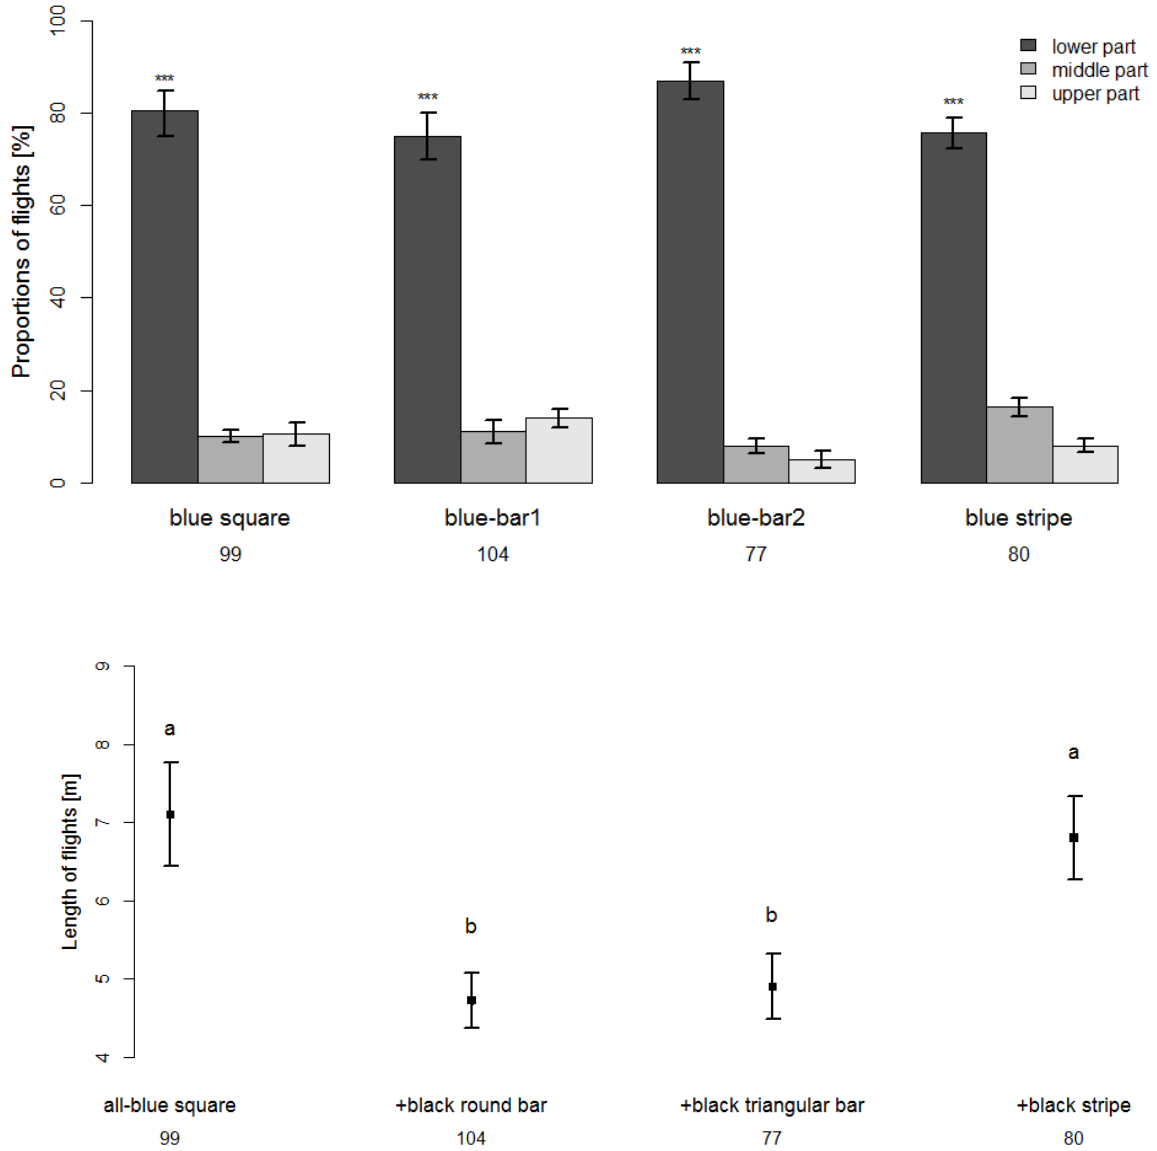 Proportions of flights [%]
100
80
60
40
20
0
lower part
middle part
upper part
***
***
***
***
blue square
blue-bar1
blue-bar2
blue stripe
99
104
77
80
Length of flights [m]
9
8
7
6
5
4
a
b
b
a
all-blue square
+black round bar
+black triangular bar
+black stripe
99
104
77
80